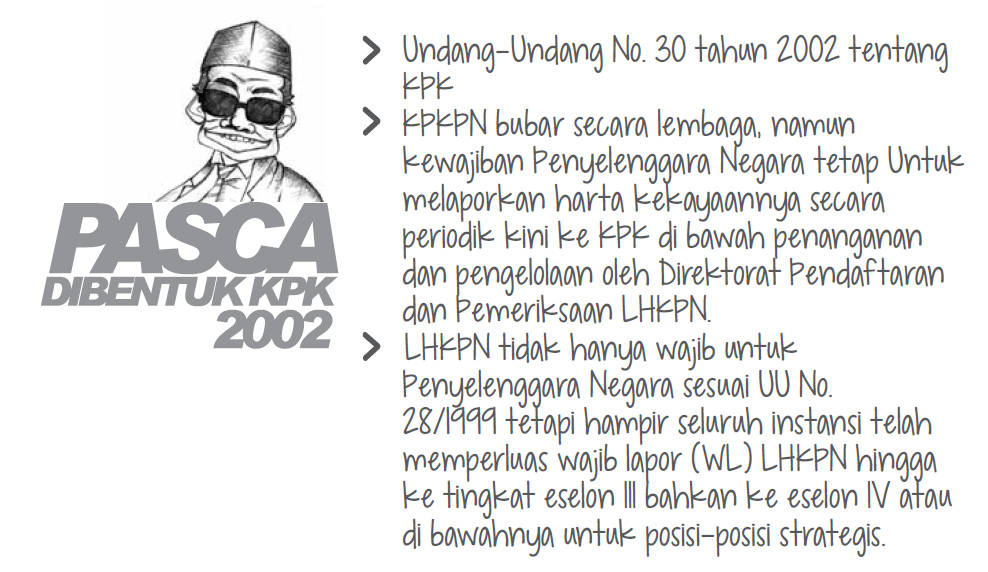 PASCA
DIBENTUK KPK
2002
Undang-Undang No. 30 tahun 2002 tentang
KPK
KPKPN bubar secara lembaga, namun
kewajiban Penyelenggara Negara tetap Untuk
melaporkan harta kekayaannya secara
periodik kini ke KPK di bawah penanganan
dan pengelolaan oleh Direktorat Pendaftaran
dan Pemeriksaan LHKPN.
LHKPN tidak hanya wajib untuk
Penyelenggara Negara sesuai UU No.
28/1999 tetapi hampir seluruh instansi telah
memperluas wajib lapor (WL) LHKPN hingga
ke tingkat eselon III bahkan ke eselon IV atau
di bawahnya untuk posisi-posisi strategis.